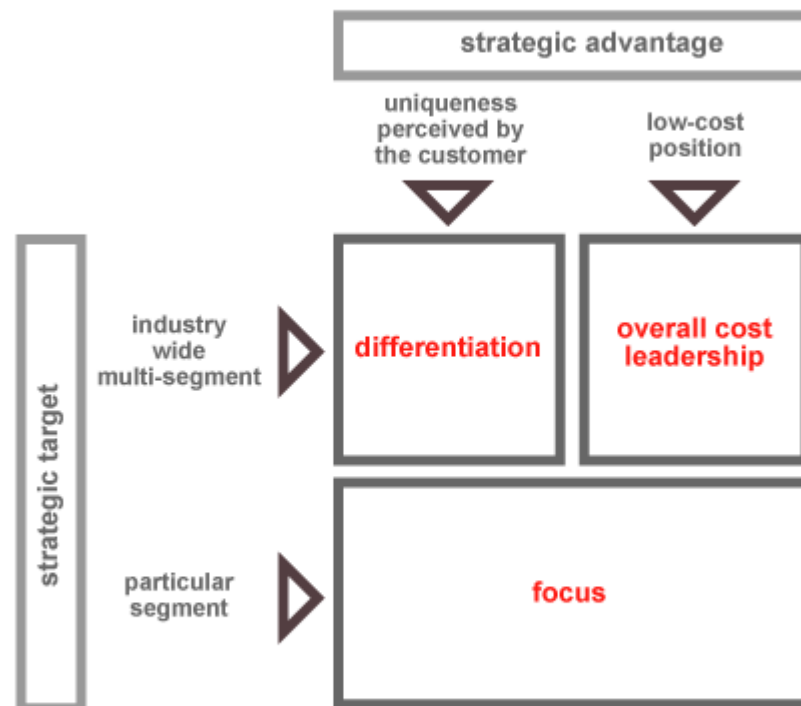 strategic advantage
uniqueness
perceived by
the customer
low-cost
position
strategic target
industry
wide
multi-segment
differentiation
overall cost
leadership
particular
segment
focus